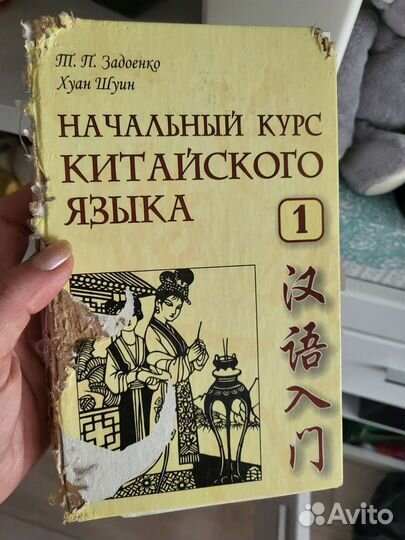 Т. П. Задоенко
Хуан Шуин
НАЧАЛЬНЫЙ КУРС
КИТАЙСКОГО
ЯЗЫКА
1
汉语入门
Avito